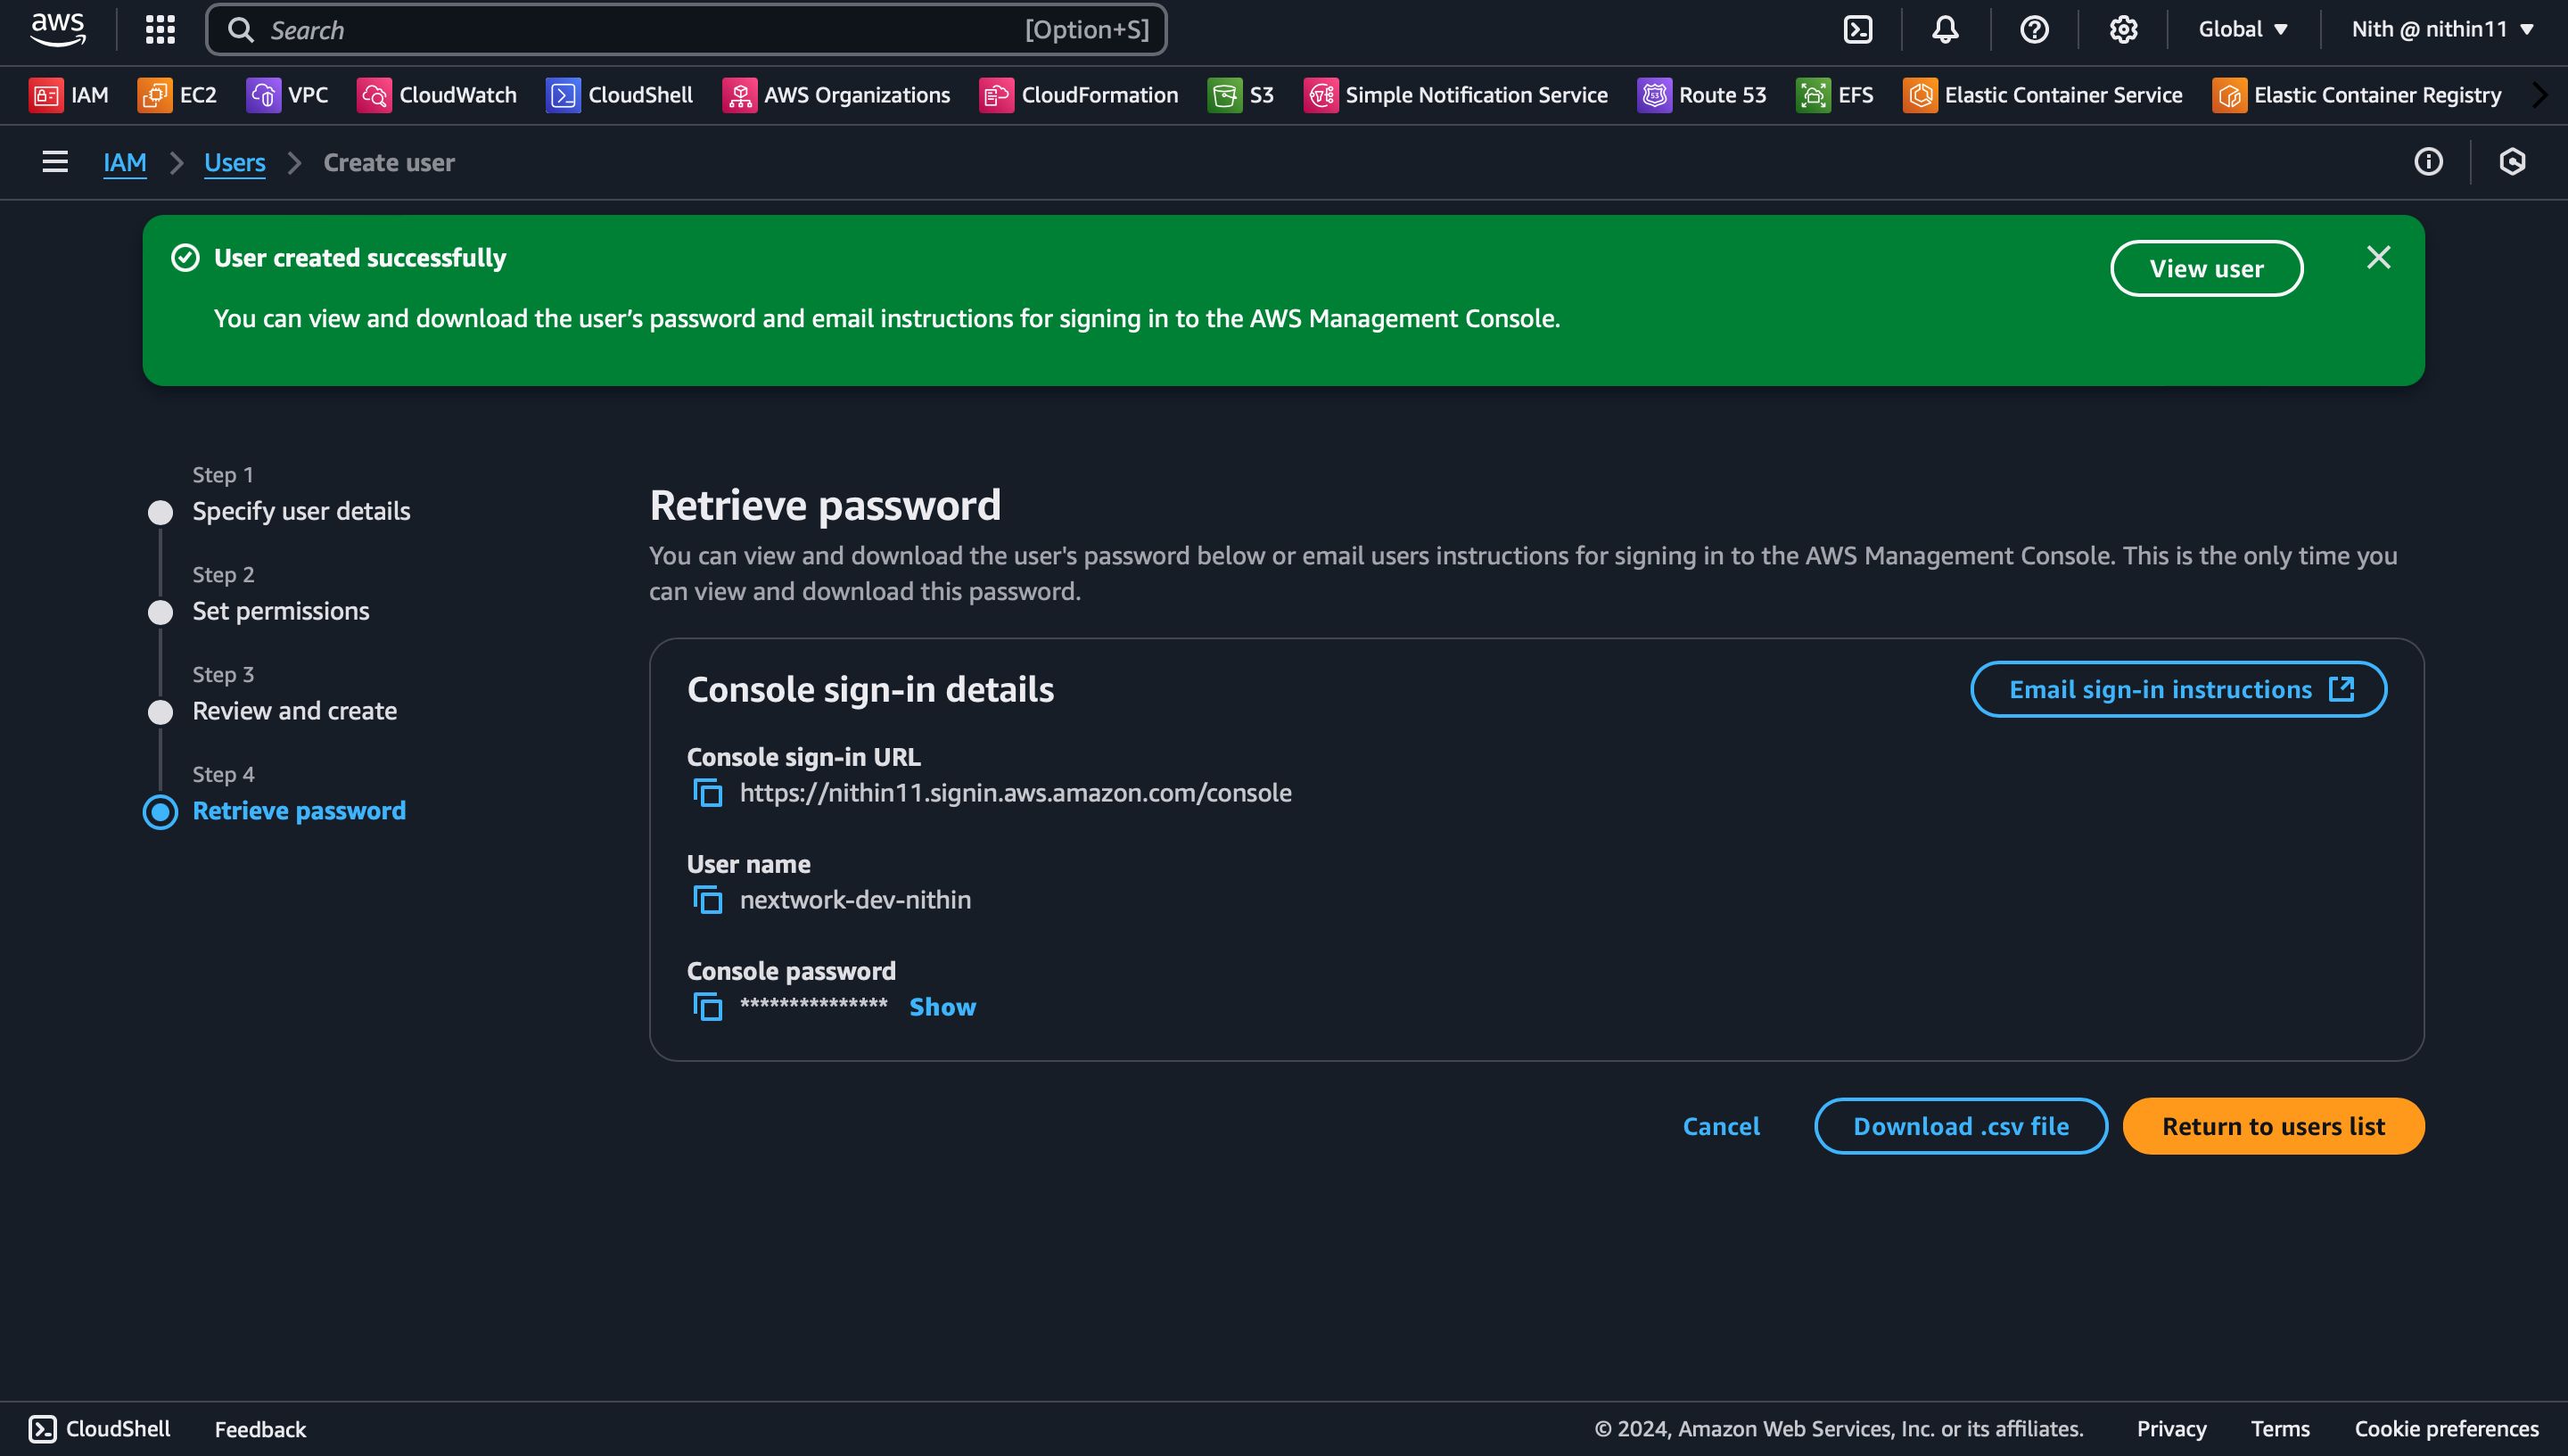 aws
Search
[Option+S]
Global
Nith @ nithin11
IAM
EC2
VPC
CloudWatch
CloudShell
AWS Organizations
CloudFormation
S3
Simple Notification Service
Route 53
EFS
Elastic Container Service
Elastic Container Registry
IAM
Users
Create user
User created successfully
View user
You can view and download the user’s password and email instructions for signing in to the AWS Management Console.
Step 1
Specify user details
Step 2
Set permissions
Step 3
Review and create
Step 4
Retrieve password
Retrieve password
You can view and download the user's password below or email users instructions for signing in to the AWS Management Console. This is the only time you
can view and download this password.
Console sign-in details
Email sign-in instructions
Console sign-in URL
https://nithin11.signin.aws.amazon.com/console
User name
nextwork-dev-nithin
Console password
*************** Show
Cancel
Download .csv file
Return to users list
CloudShell
Feedback
© 2024, Amazon Web Services, Inc. or its affiliates.
Privacy
Terms
Cookie preferences